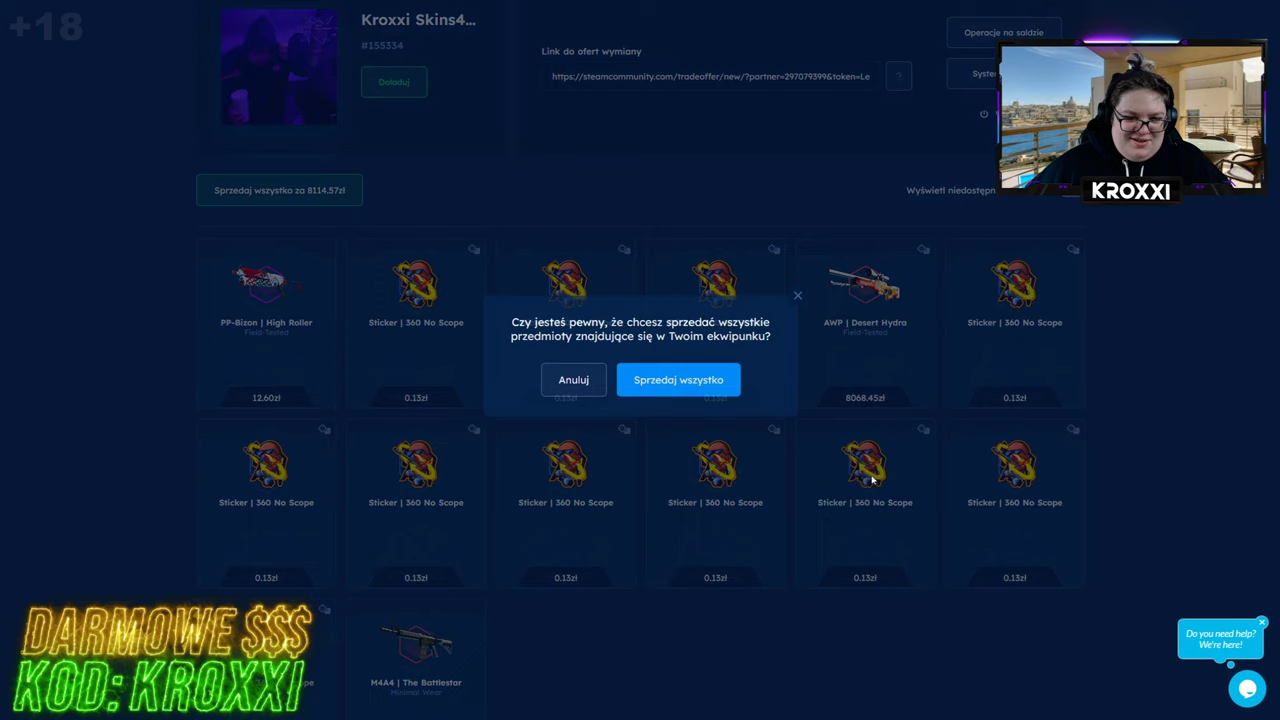 +18
Kroxxi Skins4...
#155334
Doładuj
Link do ofert wymiany
https://steamcommunity.com/tradeoffer/new/?partner=297079399&token=Le
?
Operacje na saldzie
KROXXI
Sprzedaj wszystko za 8114.57zł
Wyświetl niedostępn
PP-Bizon | High Roller
Field-Tested
12.60zł
Sticker | 360 No Scope
0.13zł
0.13zł
0.13zł
AWP | Desert Hydra
Field-Tested
8068.45zł
Sticker | 360 No Scope
0.13zł
Czy jesteś pewny, że chcesz sprzedać wszystkie
przedmioty znajdujące się w Twoim ekwipunku?
Anuluj
Sprzedaj wszystko
Sticker | 360 No Scope
0.13zł
Sticker | 360 No Scope
0.13zł
Sticker | 360 No Scope
0.13zł
Sticker | 360 No Scope
0.13zł
Sticker | 360 No Scope
0.13zł
Sticker | 360 No Scope
0.13zł
M4A4 | The Battlestar
Minimal Wear
DARMOWE $$$
KOD: KROXXI
Do you need help?
We're here!